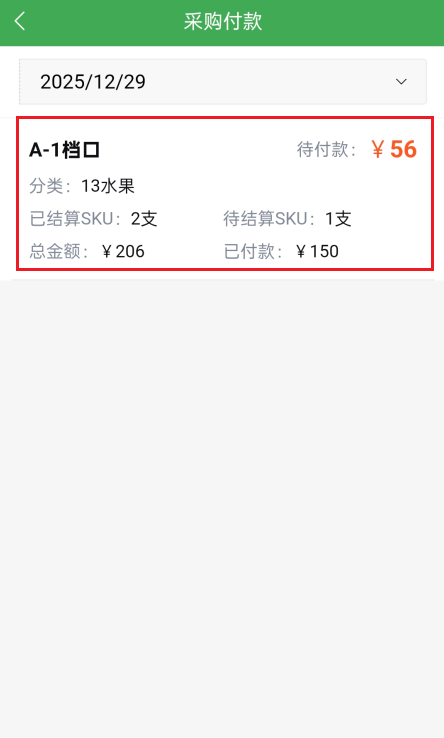 采购付款
2025/12/29
A-1档口 待付款：￥56
分类：13水果
已结算SKU：2支 待结算SKU：1支
总金额：￥206 已付款：￥150